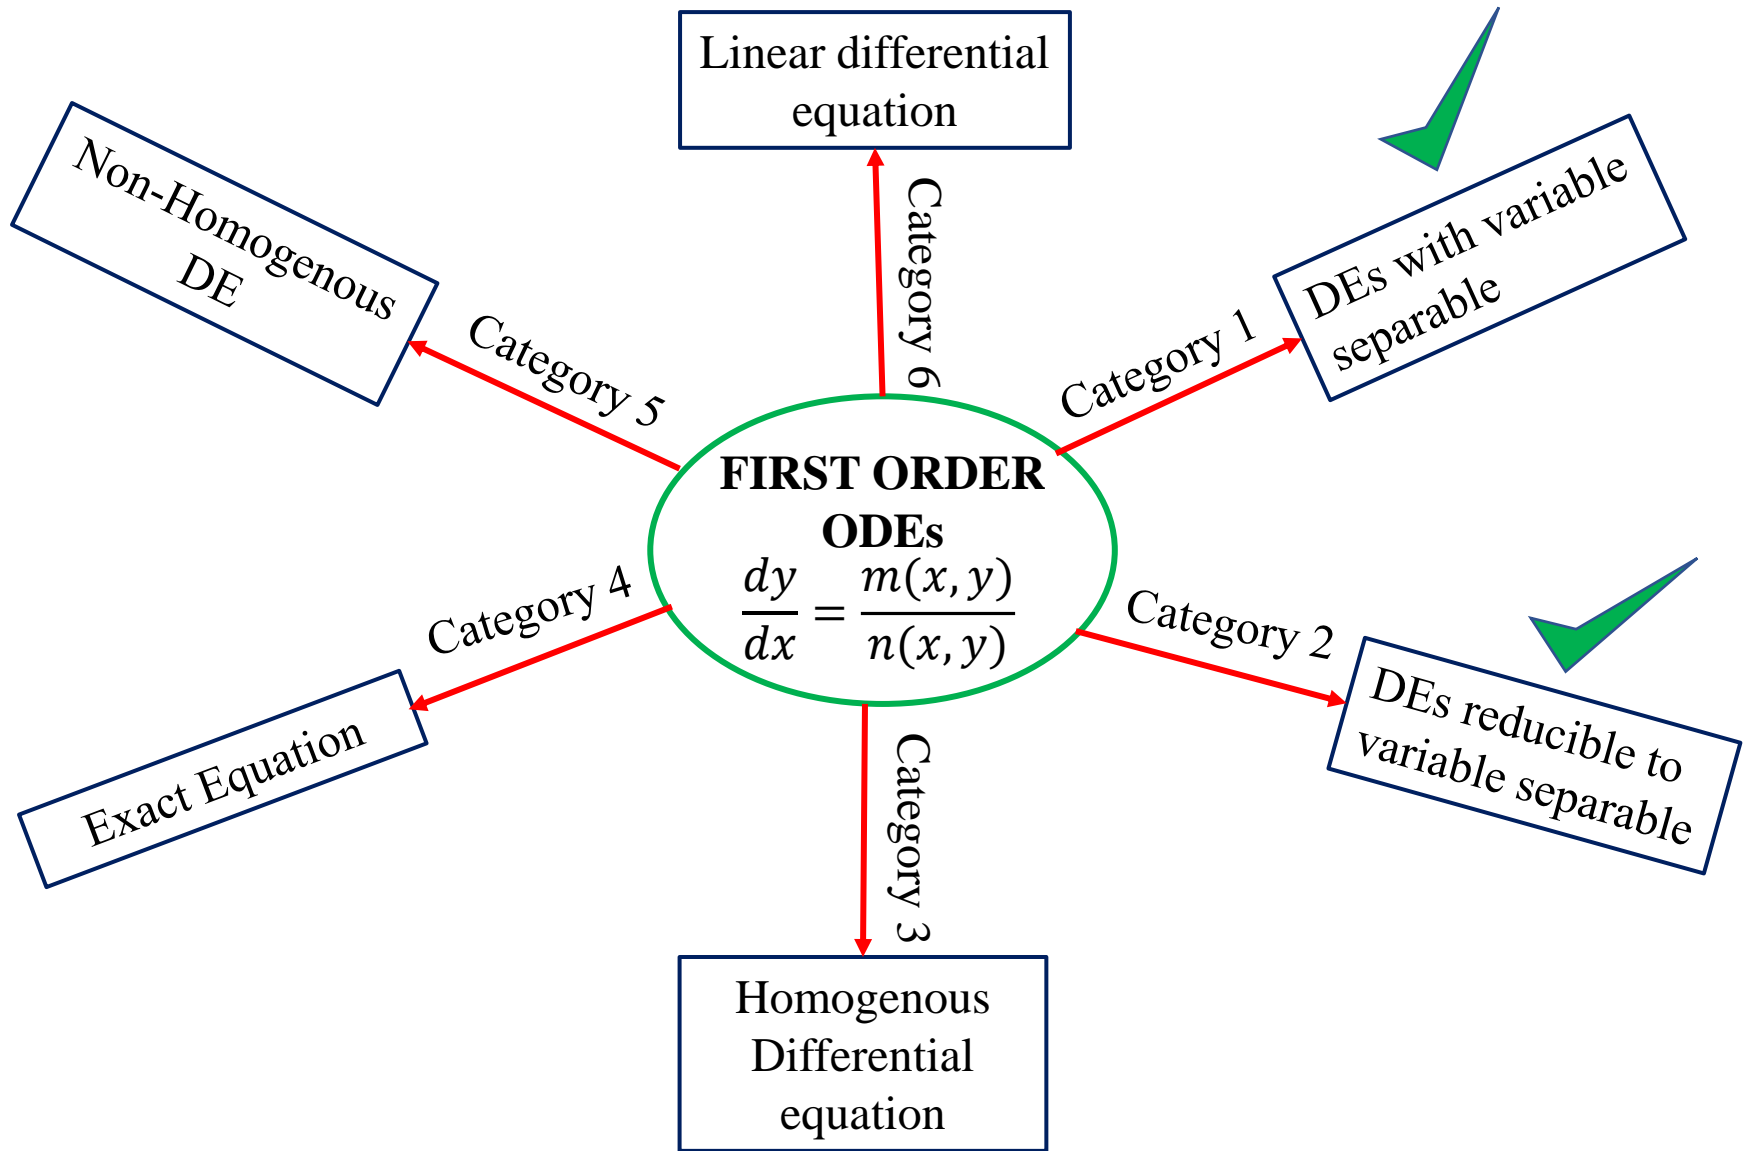 Linear differential
equation
Category 6
DEs with variable
separable
Category 1
Non-Homogenous
DE
Category 5
FIRST ORDER
ODEs
dy/dx = m(x, y)/n(x, y)
Category 4
Exact Equation
Category 2
DEs reducible to
variable separable
Category 3
Homogenous
Differential
equation